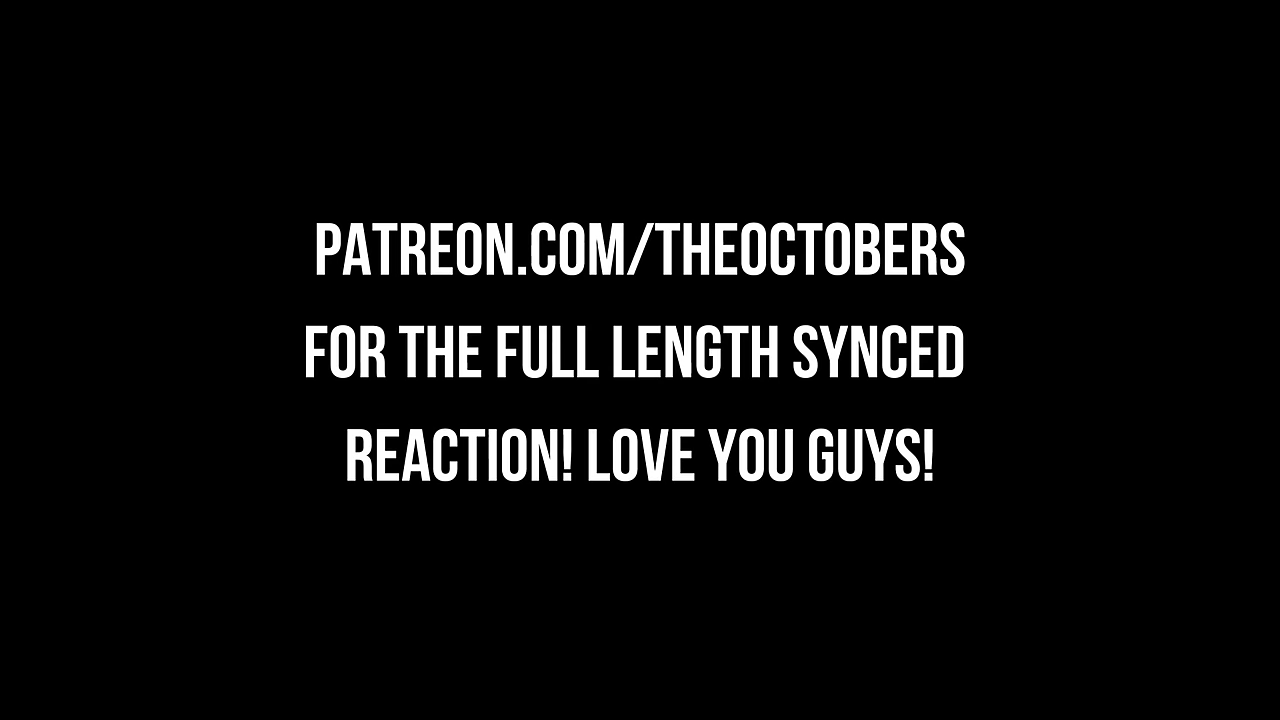 PATREON.COM/THEOCTOBERS
FOR THE FULL LENGTH SYNCED
REACTION! LOVE YOU GUYS!